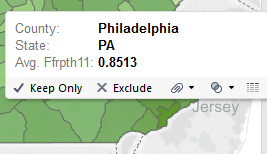 County: Philadelphia
State: PA
Avg. Ffrpth11: 0.8513
Keep Only Exclude
Jersey